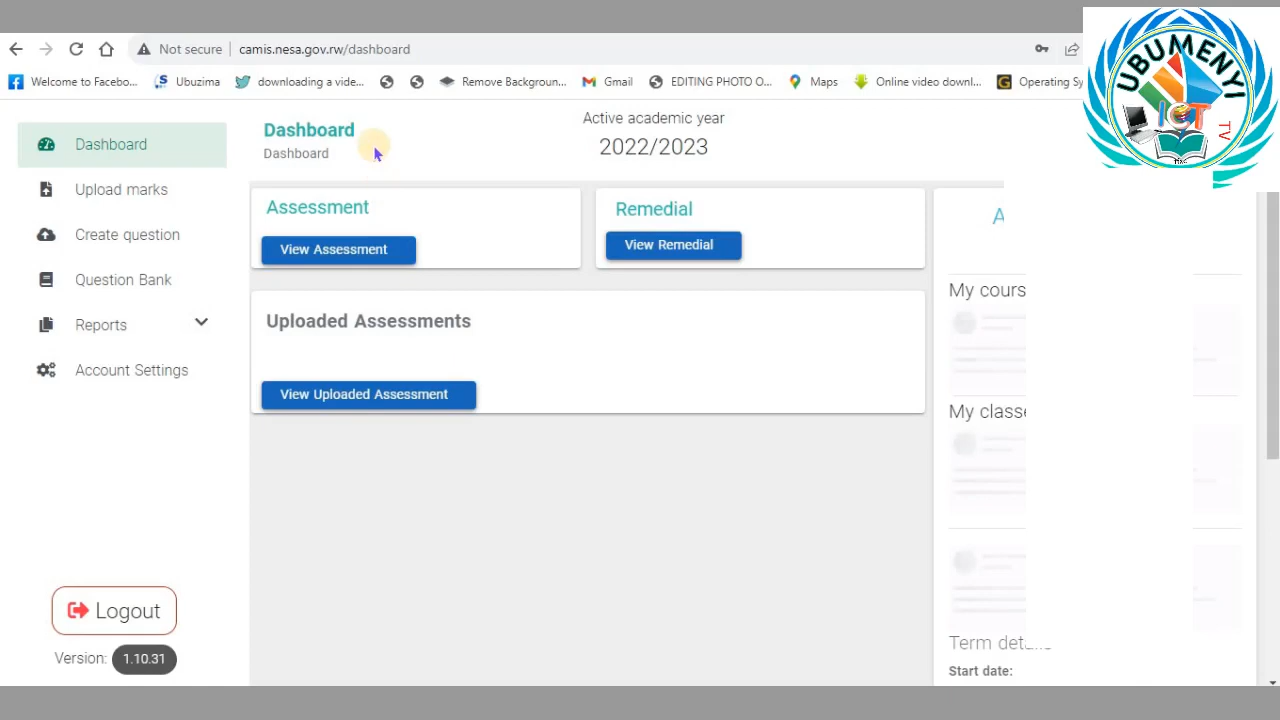 Not secure
camis.nesa.gov.rw/dashboard
Welcome to Facebo...
Ubuzima
downloading a vide...
Remove Backgroun...
Gmail
EDITING PHOTO O...
Maps
Online video downl...
Operating Sy
UBUMENYI
ICT
TV
Dashboard
Upload marks
Create question
Question Bank
Reports
Account Settings
Logout
Version: 1.10.31
Dashboard
Dashboard
Active academic year
2022/2023
Assessment
View Assessment
Remedial
View Remedial
Uploaded Assessments
View Uploaded Assessment
A
My cours
My classe
Term
Start date: